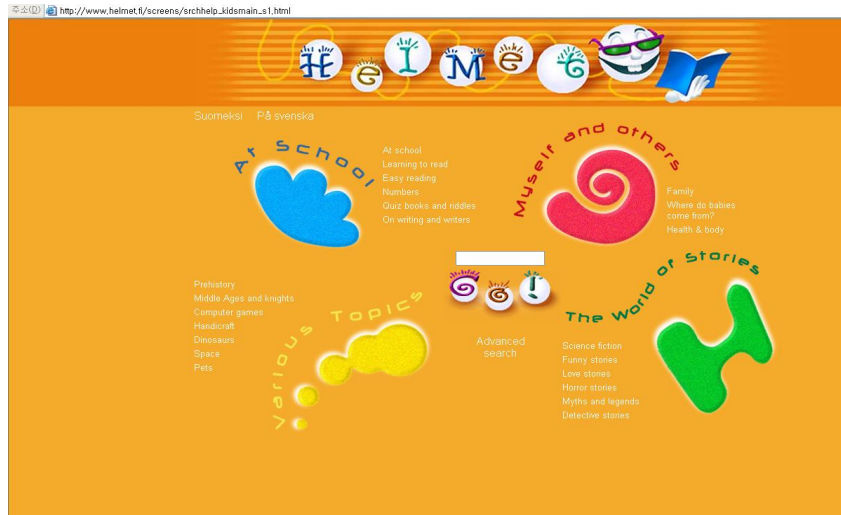 주소(D) http://www.helmet.fi/screens/srchhelp_kidsmain_s1.html
HeLMeT
Suomeksi På svenska
At School
At school
Learning to read
Easy reading
Numbers
Quiz books and riddles
On writing and writers
Myself and others
Family
Where do babies
come from?
Health & body
Go!
Advanced
search
Various Topics
Prehistory
Middle Ages and knights
Computer games
Handicraft
Dinosaurs
Space
Pets
The World of Stories
Science fiction
Funny stories
Love stories
Horror stories
Myths and legends
Detective stories